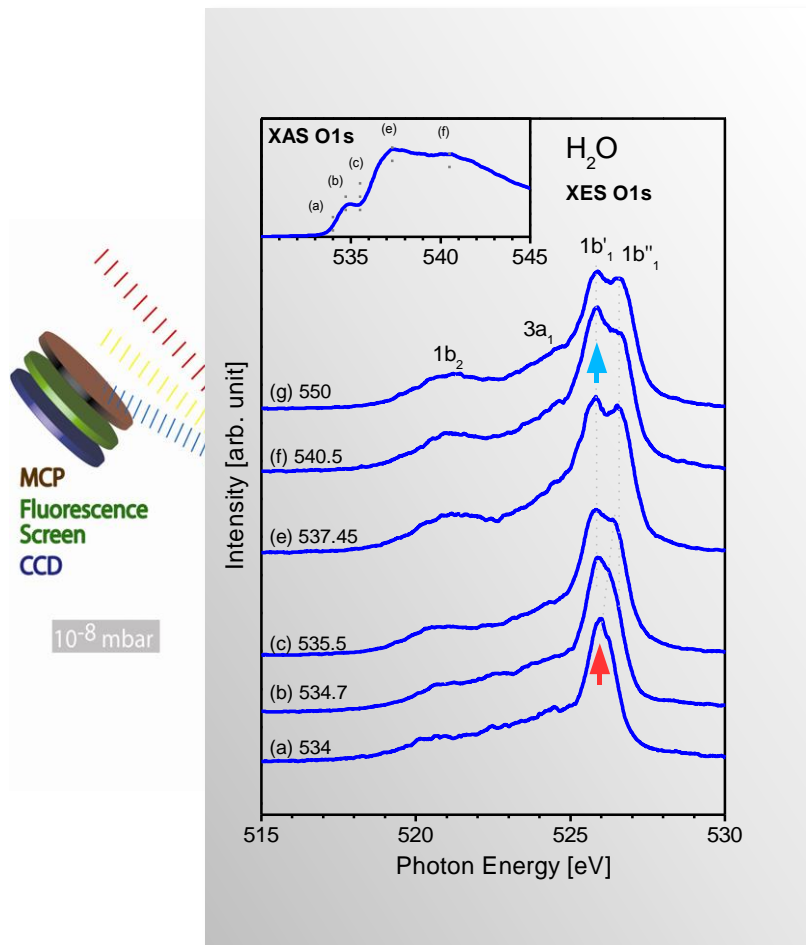 MCP
Fluorescence
Screen
CCD
10⁻⁸ mbar
XAS O1s
(a)
(b)
(c)
(e)
(f)
535
540
545
H₂O
XES O1s
1b'₁
1b"₁
3a₁
1b₂
(g) 550
(f) 540.5
(e) 537.45
(c) 535.5
(b) 534.7
(a) 534
Intensity [arb. unit]
515
520
525
530
Photon Energy [eV]